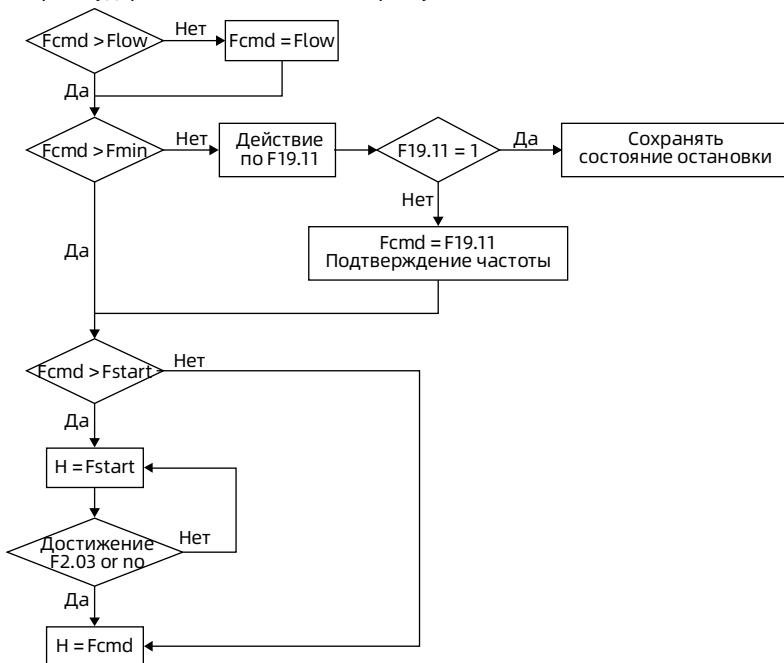 Fcmd >Flow
Нет
Fcmd =Flow
Да
Fcmd >Fmin
Нет
Действие
по F19.11
F19.11 = 1
Да
Сохранять
состояние остановки
Нет
Fcmd =F19.11
Подтверждение частоты
Да
Fcmd >Fstart
Нет
Да
H =Fstart
Достижение
F2.03 or no
Нет
Да
H =Fcmd